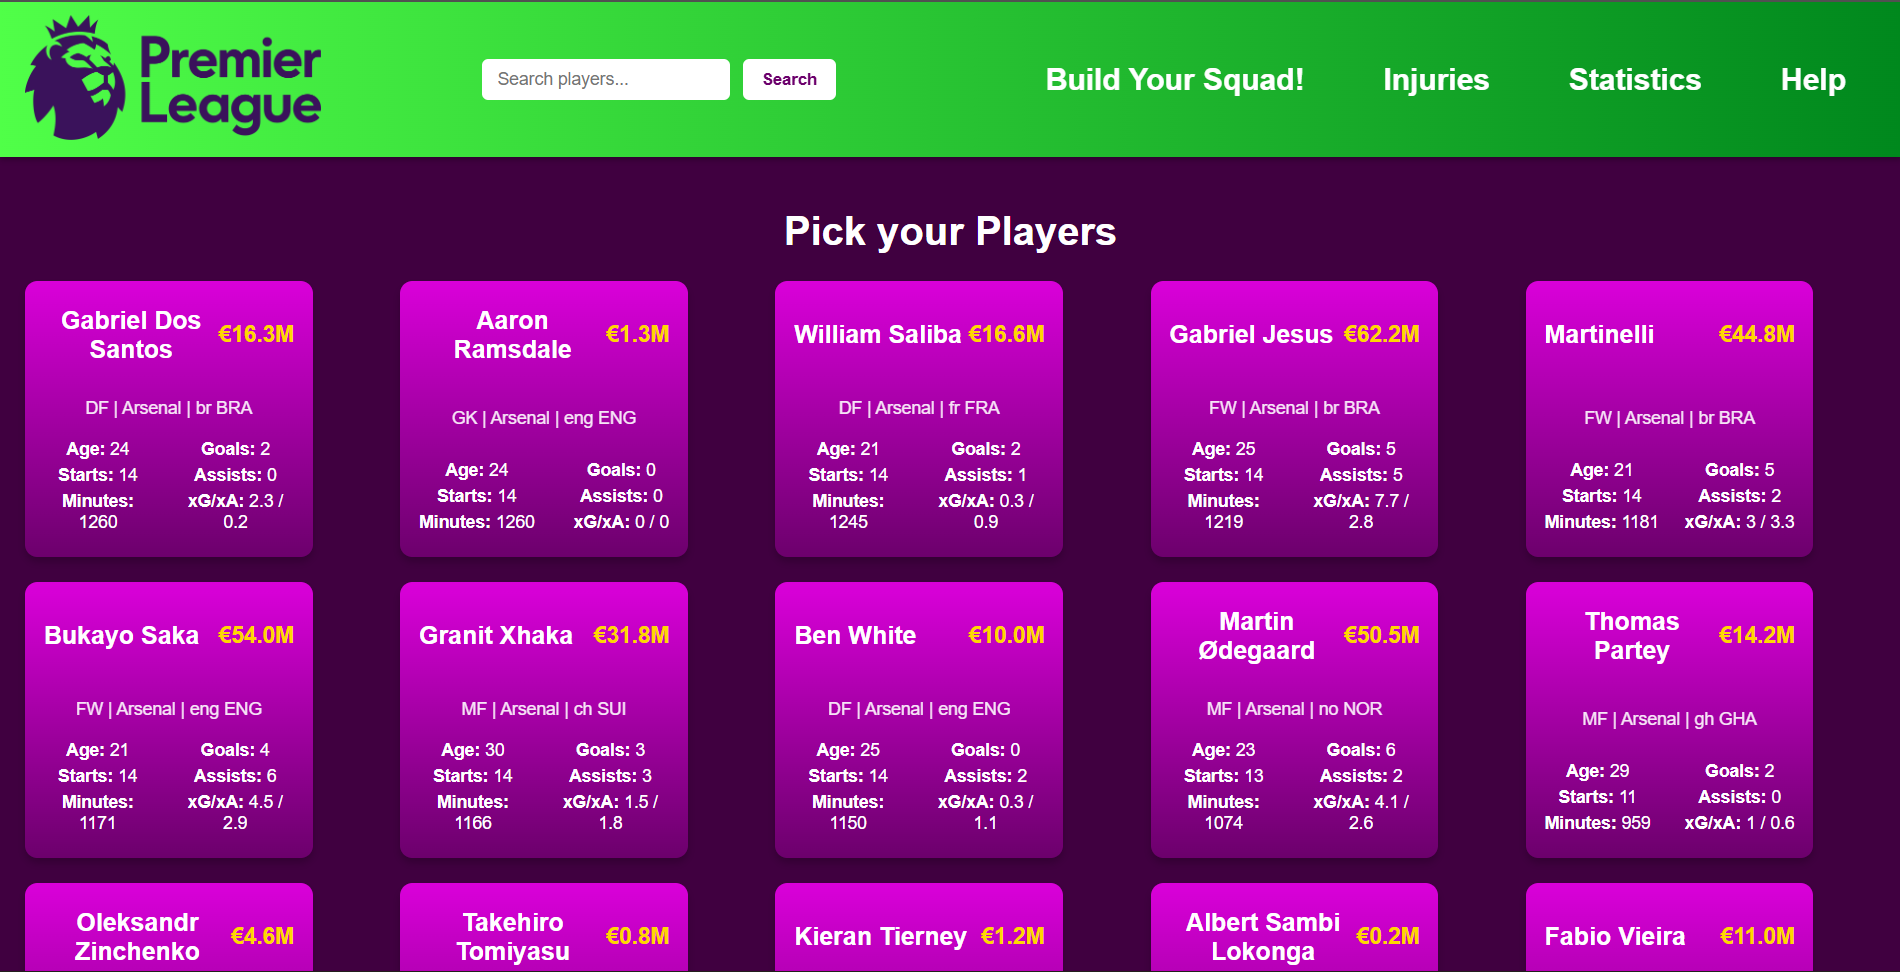 Premier
League
Search players...
Search
Build Your Squad!
Injuries
Statistics
Help
Pick your Players
Gabriel Dos
Santos
€16.3M
DF | Arsenal | br BRA
Age: 24
Goals: 2
Starts: 14
Assists: 0
Minutes:
1260
xG/xA: 2.3 /
0.2
Aaron
Ramsdale
€1.3M
GK | Arsenal | eng ENG
Age: 24
Goals: 0
Starts: 14
Assists: 0
Minutes: 1260
xG/xA: 0 / 0
William Saliba
€16.6M
DF | Arsenal | fr FRA
Age: 21
Goals: 2
Starts: 14
Assists: 1
Minutes:
1245
xG/xA: 0.3 /
0.9
Gabriel Jesus
€62.2M
FW | Arsenal | br BRA
Age: 25
Goals: 5
Starts: 14
Assists: 5
Minutes:
1219
xG/xA: 7.7 /
2.8
Martinelli
€44.8M
FW | Arsenal | br BRA
Age: 21
Goals: 5
Starts: 14
Assists: 2
Minutes: 1181
xG/xA: 3 / 3.3
Bukayo Saka
€54.0M
FW | Arsenal | eng ENG
Age: 21
Goals: 4
Starts: 14
Assists: 6
Minutes:
1171
xG/xA: 4.5 /
2.9
Granit Xhaka
€31.8M
MF | Arsenal | ch SUI
Age: 30
Goals: 3
Starts: 14
Assists: 3
Minutes:
1166
xG/xA: 1.5 /
1.8
Ben White
€10.0M
DF | Arsenal | eng ENG
Age: 25
Goals: 0
Starts: 14
Assists: 2
Minutes:
1150
xG/xA: 0.3 /
1.1
Martin
Ødegaard
€50.5M
MF | Arsenal | no NOR
Age: 23
Goals: 6
Starts: 13
Assists: 2
Minutes:
1074
xG/xA: 4.1 /
2.6
Thomas
Partey
€14.2M
MF | Arsenal | gh GHA
Age: 29
Goals: 2
Starts: 11
Assists: 0
Minutes: 959
xG/xA: 1 / 0.6
Oleksandr
Zinchenko
€4.6M
Takehiro
Tomiyasu
€0.8M
Kieran Tierney
€1.2M
Albert Sambi
Lokonga
€0.2M
Fabio Vieira
€11.0M